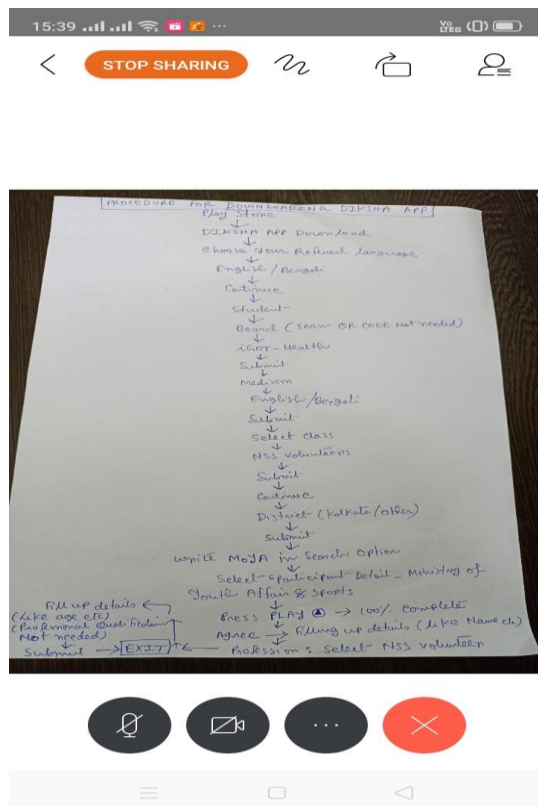 15:39
Vo LTE
STOP SHARING
PROCEDURE FOR DOWNLOADING DIKSHA APP
Play Store
DIKSHA APP Download
↓
choose your Prefered language
↓
English / Bengali
↓
Continue
↓
Student
↓
Board (Scan QR CODE not needed)
↓
iGOT-Health
↓
Submit
↓
Medium
↓
English/Bengali
↓
Submit
↓
Select class
↓
NSS Volunteers
↓
Submit
↓
Continue
↓
District (Kolkata/other)
↓
Submit
↓
Write MoYA in Search Option
↓
Select participant Detail - Ministry of
Youth Affair & Sports
↓
Press PLAY → 100% complete
↓
Agree → Filling up details (like Name etc)
Profession : Select NSS volunteer
Fill up details ←
(Like age etc)
(Professional Qualification
Not needed)
↓
Submit → EXIT